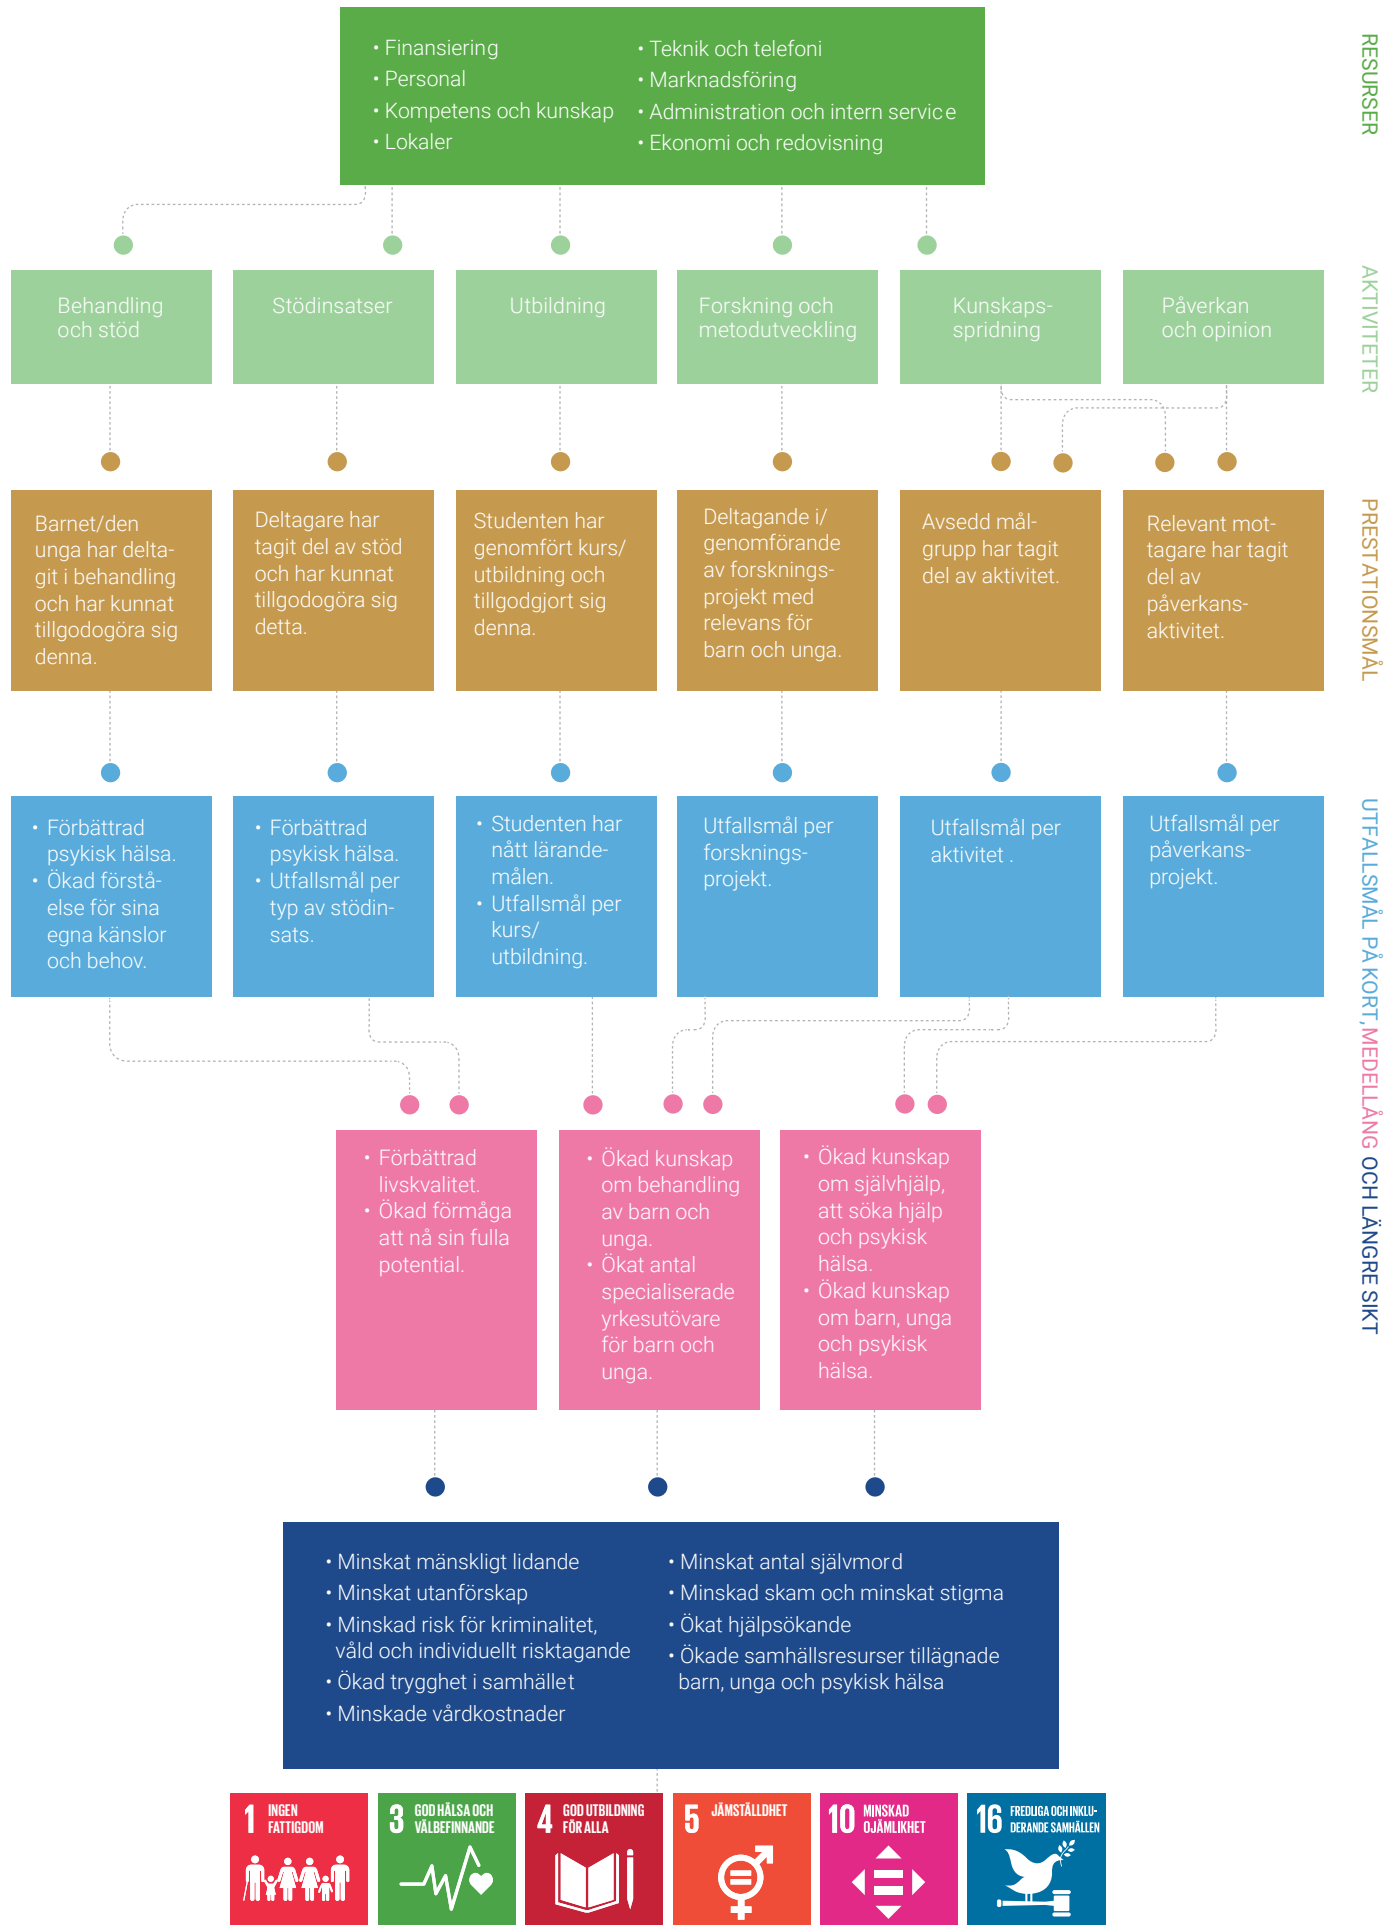 • Finansiering
• Personal
• Kompetens och kunskap
• Lokaler
• Teknik och telefoni
• Marknadsföring
• Administration och intern service
• Ekonomi och redovisning
RESURSER
Behandling
och stöd
Stödinsatser
Utbildning
Forskning och
metodutveckling
Kunskaps-
spridning
Påverkan
och opinion
AKTIVITETER
Barnet/den
unga har delta-
git i behandling
och har kunnat
tillgodogöra sig
denna.
Deltagare har
tagit del av stöd
och har kunnat
tillgodogöra sig
detta.
Studenten har
genomfört kurs/
utbildning och
tillgodgjort sig
denna.
Deltagande i/
genomförande
av forsknings-
projekt med
relevans för
barn och unga.
Avsedd mål-
grupp har tagit
del av aktivitet.
Relevant mot-
tagare har tagit
del av
påverkans-
aktivitet.
PRESTATIONSMÅL
• Förbättrad
psykisk hälsa.
• Ökad förstå-
else för sina
egna känslor
och behov.
• Förbättrad
psykisk hälsa.
• Utfallsmål per
typ av stödin-
sats.
• Studenten har
nått lärande-
målen.
• Utfallsmål per
kurs/
utbildning.
Utfallsmål per
forsknings-
projekt.
Utfallsmål per
aktivitet .
Utfallsmål per
påverkans-
projekt.
UTFALLSMÅL PÅ KORT, MEDELLÅNG OCH LÄNGRE SIKT
• Förbättrad
livskvalitet.
• Ökad förmåga
att nå sin fulla
potential.
• Ökad kunskap
om behandling
av barn och
unga.
• Ökat antal
specialiserade
yrkesutövare
för barn och
unga.
• Ökad kunskap
om självhjälp,
att söka hjälp
och psykisk
hälsa.
• Ökad kunskap
om barn, unga
och psykisk
hälsa.
• Minskat mänskligt lidande
• Minskat utanförskap
• Minskad risk för kriminalitet,
våld och individuellt risktagande
• Ökad trygghet i samhället
• Minskade vårdkostnader
• Minskat antal självmord
• Minskad skam och minskat stigma
• Ökat hjälpsökande
• Ökade samhällsresurser tillägnade
barn, unga och psykisk hälsa
1 INGEN
FATTIGDOM
3 GOD HÄLSA OCH
VÄLBEFINNANDE
4 GOD UTBILDNING
FÖR ALLA
5 JÄMSTÄLLDHET
10 MINSKAD
OJÄMLIKHET
16 FREDLIGA OCH INKLU-
DERANDE SAMHÄLLEN